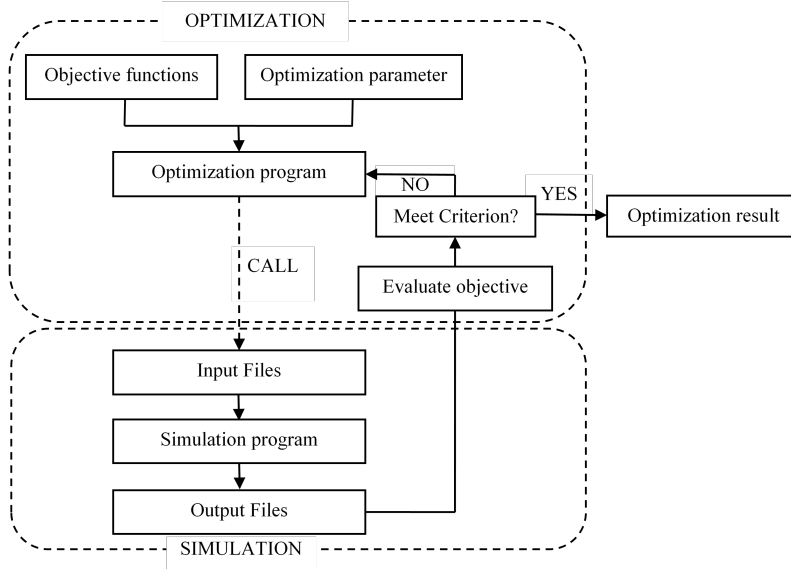 OPTIMIZATION
Objective functions
Optimization parameter
Optimization program
NO
YES
Meet Criterion?
Optimization result
CALL
Evaluate objective
Input Files
Simulation program
Output Files
SIMULATION